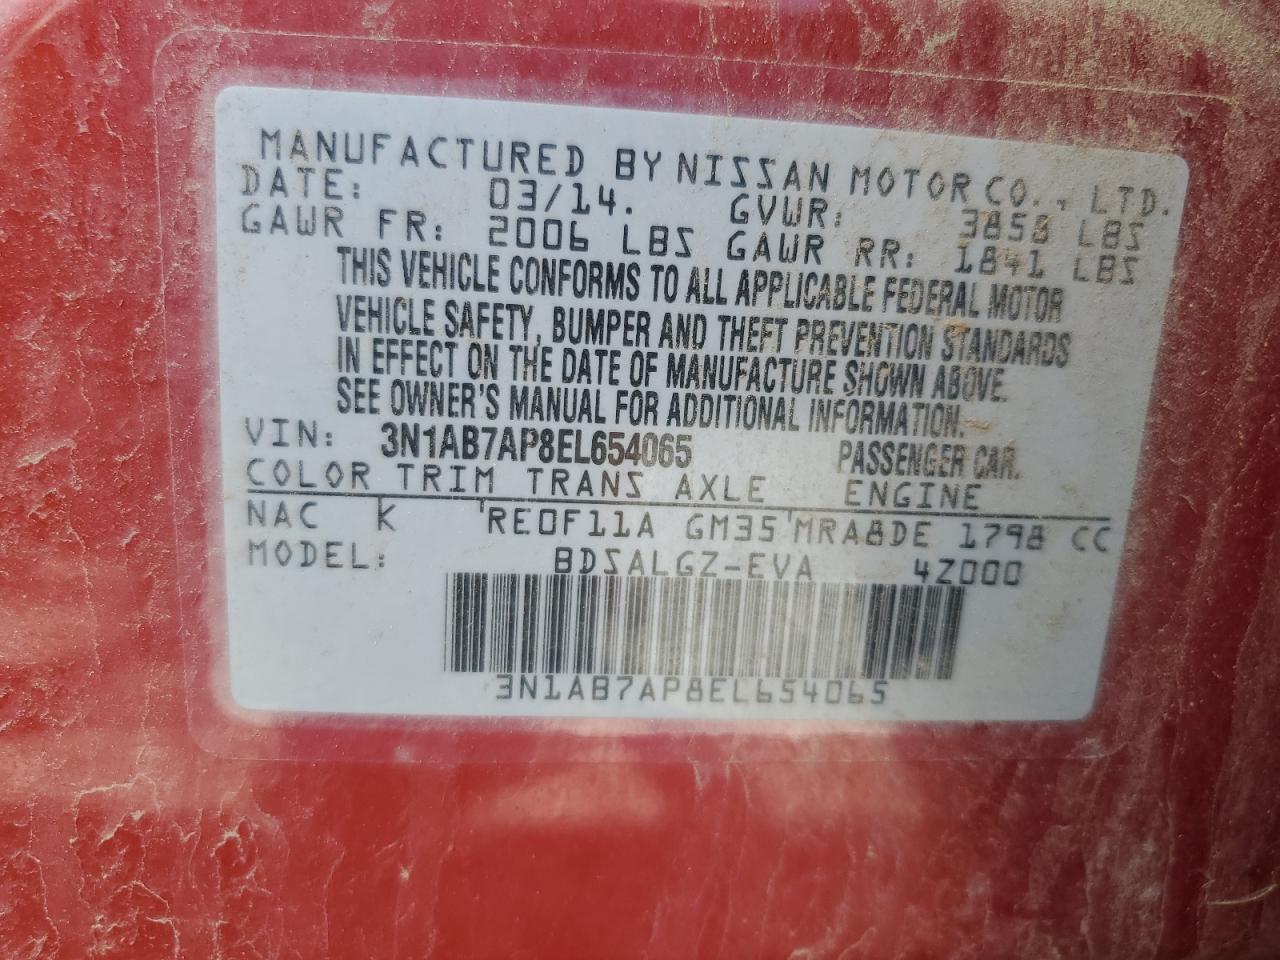 MANUFACTURED BY NISSAN MOTOR CO., LTD.
DATE: 03/14. GVWR: 3858 LBS
GAWR FR: 2006 LBS GAWR RR: 1841 LBS
THIS VEHICLE CONFORMS TO ALL APPLICABLE FEDERAL MOTOR
VEHICLE SAFETY, BUMPER AND THEFT PREVENTION STANDARDS
IN EFFECT ON THE DATE OF MANUFACTURE SHOWN ABOVE.
SEE OWNER'S MANUAL FOR ADDITIONAL INFORMATION.
VIN: 3N1AB7AP8EL654065 PASSENGER CAR.
COLOR TRIM TRANS AXLE ENGINE
NAC K RE0F11A GM35 MRA8DE 1798 CC
MODEL: BDSALGZ-EVA 4Z000
3N1AB7AP8EL654065